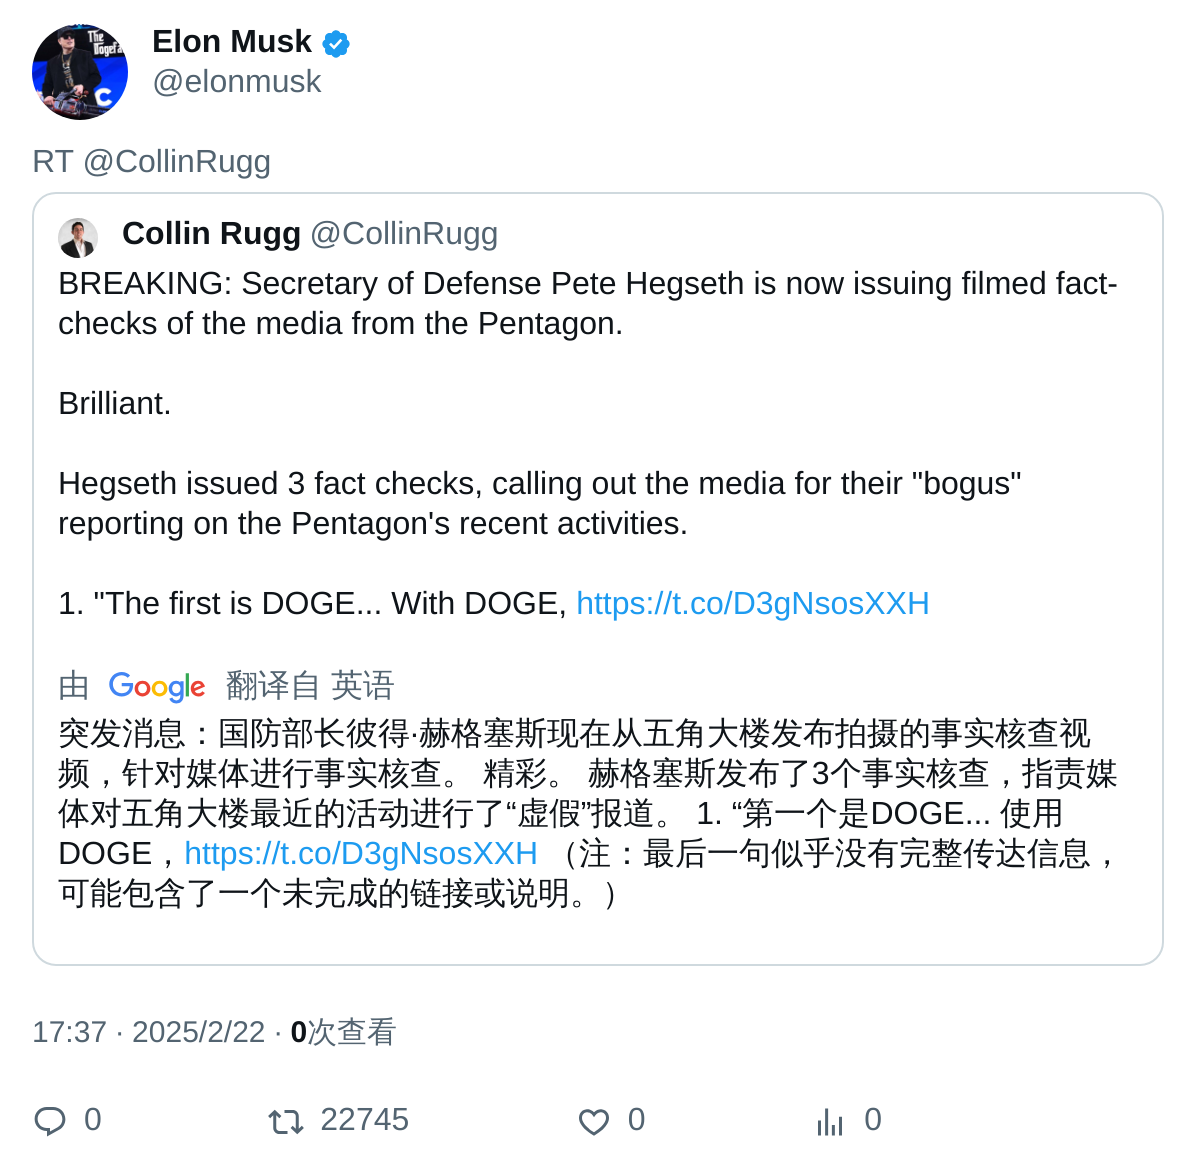 The
Dogefa
C
Elon Musk
@elonmusk
RT @CollinRugg
Collin Rugg @CollinRugg
BREAKING: Secretary of Defense Pete Hegseth is now issuing filmed fact-
checks of the media from the Pentagon.
Brilliant.
Hegseth issued 3 fact checks, calling out the media for their "bogus"
reporting on the Pentagon's recent activities.
1. "The first is DOGE... With DOGE, https://t.co/D3gNsosXXH
由 Google 翻译自 英语
突发消息：国防部长彼得·赫格塞斯现在从五角大楼发布拍摄的事实核查视
频，针对媒体进行事实核查。 精彩。 赫格塞斯发布了3个事实核查，指责媒
体对五角大楼最近的活动进行了“虚假”报道。 1. “第一个是DOGE... 使用
DOGE，https://t.co/D3gNsosXXH （注：最后一句似乎没有完整传达信息，
可能包含了一个未完成的链接或说明。）
17:37 · 2025/2/22 · 0次查看
0 22745 0 0